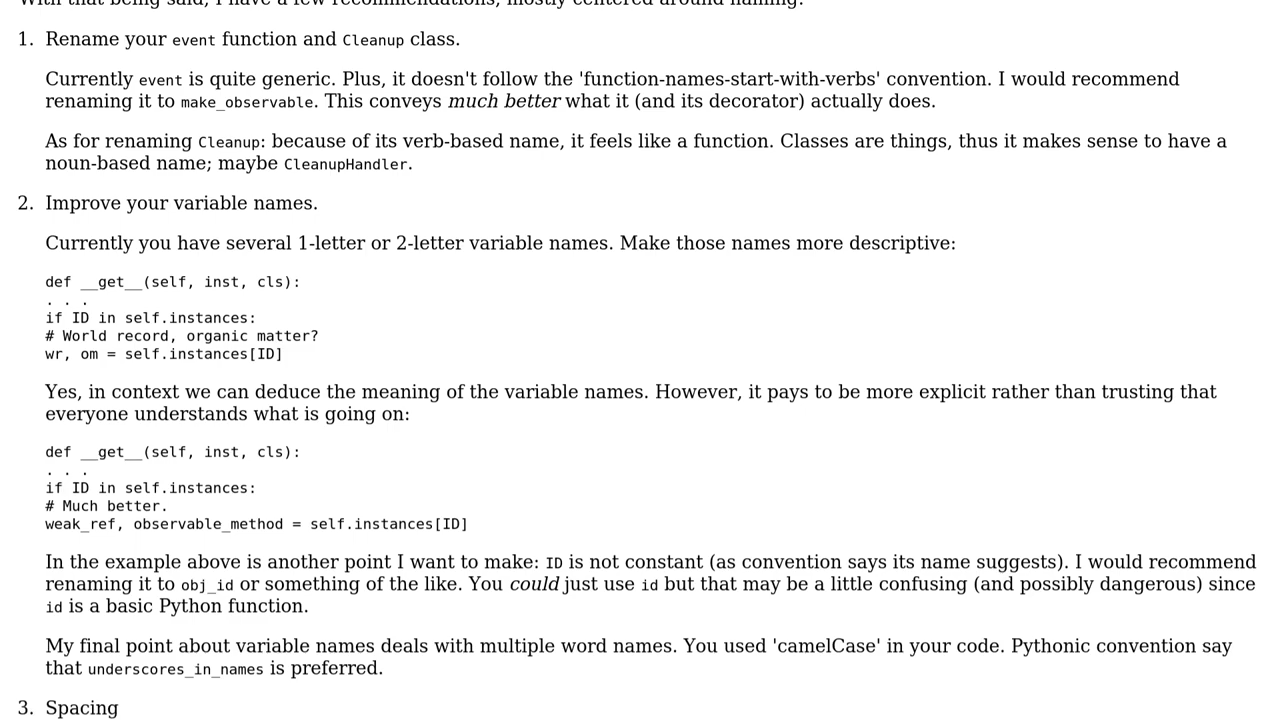 With that being said, I have a few recommendations, mostly centered around naming.
1. Rename your event function and Cleanup class.
Currently event is quite generic. Plus, it doesn't follow the 'function-names-start-with-verbs' convention. I would recommend
renaming it to make_observable. This conveys much better what it (and its decorator) actually does.
As for renaming Cleanup: because of its verb-based name, it feels like a function. Classes are things, thus it makes sense to have a
noun-based name; maybe CleanupHandler.
2. Improve your variable names.
Currently you have several 1-letter or 2-letter variable names. Make those names more descriptive:
def __get__(self, inst, cls):
. . .
if ID in self.instances:
# World record, organic matter?
wr, om = self.instances[ID]
Yes, in context we can deduce the meaning of the variable names. However, it pays to be more explicit rather than trusting that
everyone understands what is going on:
def __get__(self, inst, cls):
. . .
if ID in self.instances:
# Much better.
weak_ref, observable_method = self.instances[ID]
In the example above is another point I want to make: ID is not constant (as convention says its name suggests). I would recommend
renaming it to obj_id or something of the like. You could just use id but that may be a little confusing (and possibly dangerous) since
id is a basic Python function.
My final point about variable names deals with multiple word names. You used 'camelCase' in your code. Pythonic convention say
that underscores_in_names is preferred.
3. Spacing